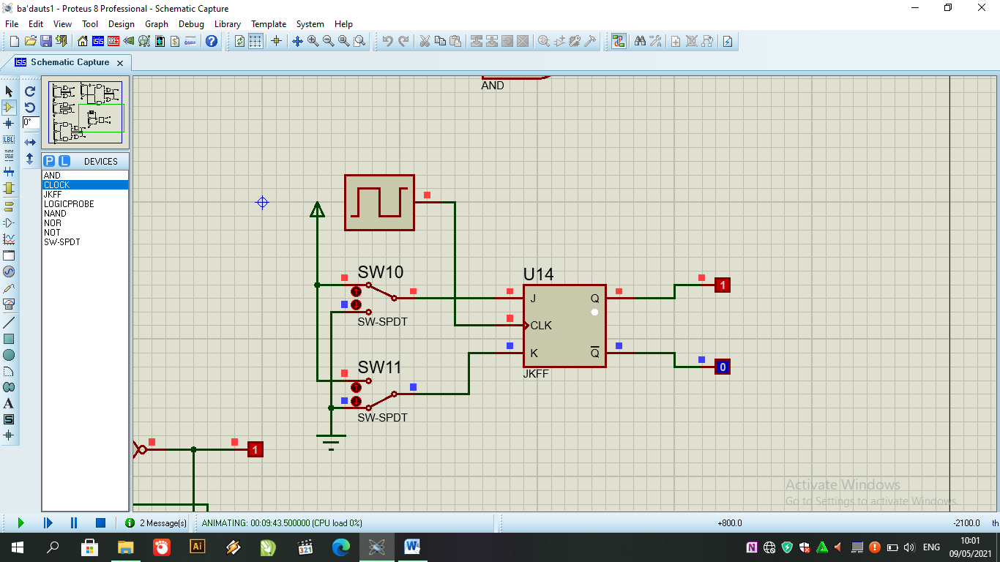 ba'dauts1 - Proteus 8 Professional - Schematic Capture
File Edit View Tool Design Graph Debug Library Template System Help
Schematic Capture
0°
LBL
P L DEVICES
AND
CLOCK
JKFF
LOGICPROBE
NAND
NOR
NOT
SW-SPDT
A
S
AND
SW10
SW-SPDT
SW11
SW-SPDT
U14
J Q
CLK
K Q
JKFF
1
0
1
Activate Windows
Go to Settings to activate Windows.
2 Message(s) ANIMATING: 00:09:43.500000 (CPU load 0%) +800.0 -2100.0 th
Ai 321 W N ENG 10:01
09/05/2021